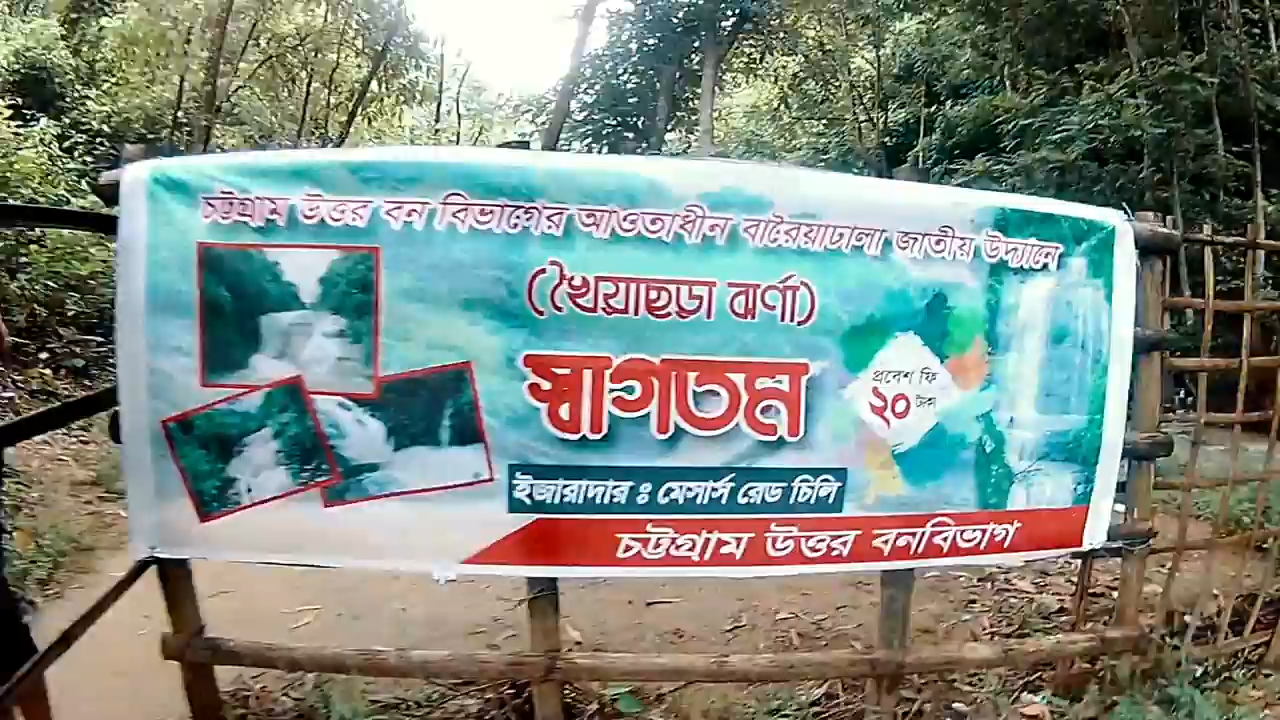 চট্টগ্রাম উত্তর বন বিভাগের আওতাধীন বারৈয়াঢালা জাতীয় উদ্যানে
(খৈয়াছড়া ঝর্ণা)
স্বাগতম
প্রবেশ ফি
২০ টাকা
ইজারাদার ঃ মেসার্স রেড চিলি
চট্টগ্রাম উত্তর বনবিভাগ